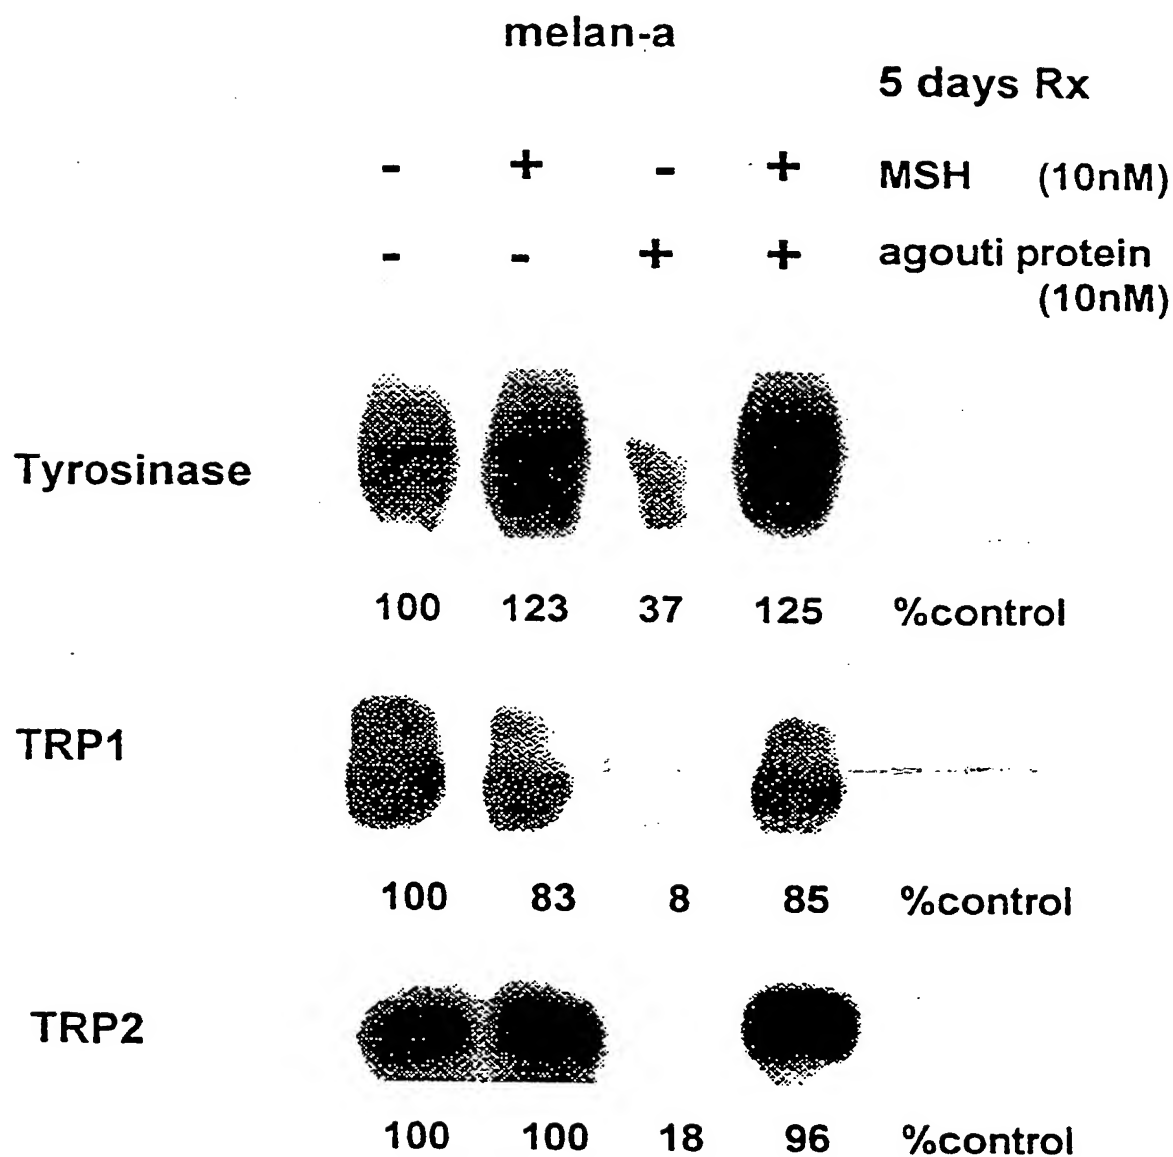 melan-a
5 days Rx
- + - + MSH (10nM)
- - + + agouti protein
(10nM)
Tyrosinase
100 123 37 125 %control
TRP1
100 83 8 85 %control
TRP2
100 100 18 96 %control